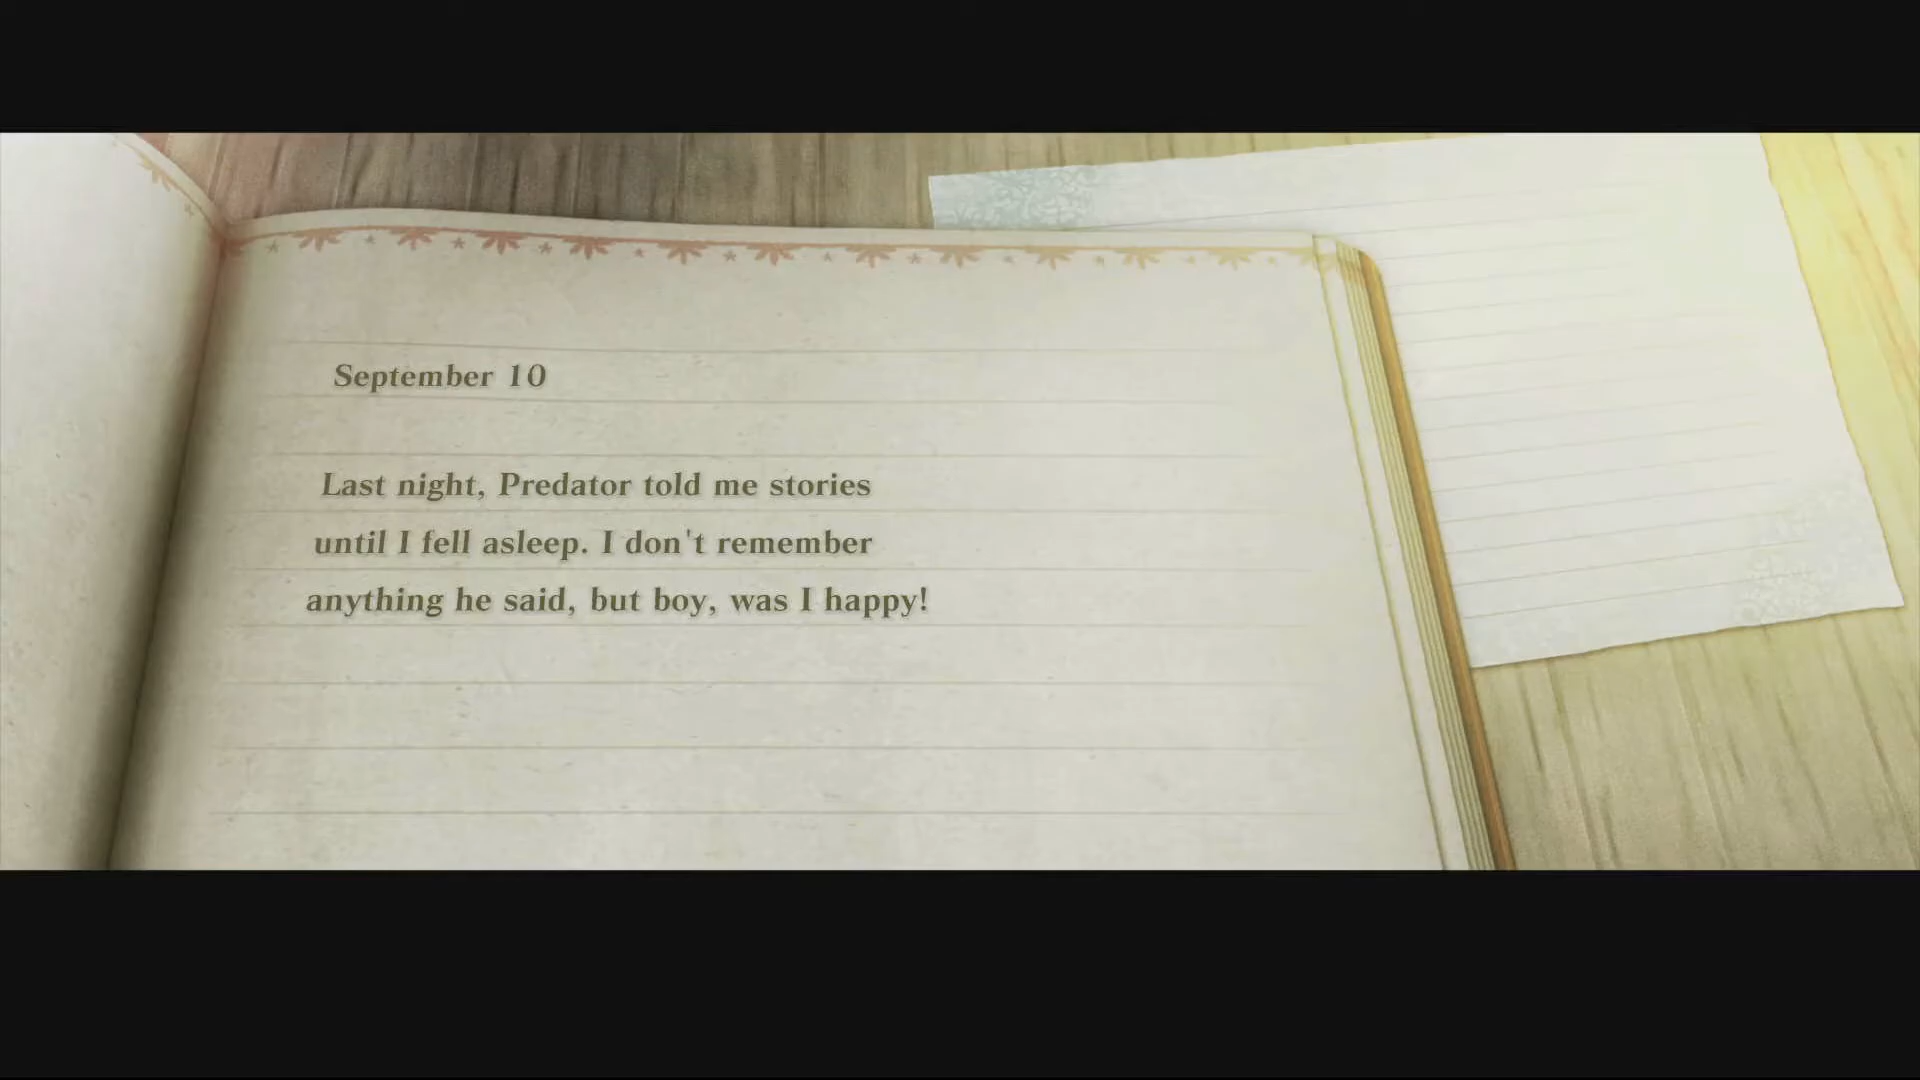 September 10
Last night, Predator told me stories
until I fell asleep. I don't remember
anything he said, but boy, was I happy!